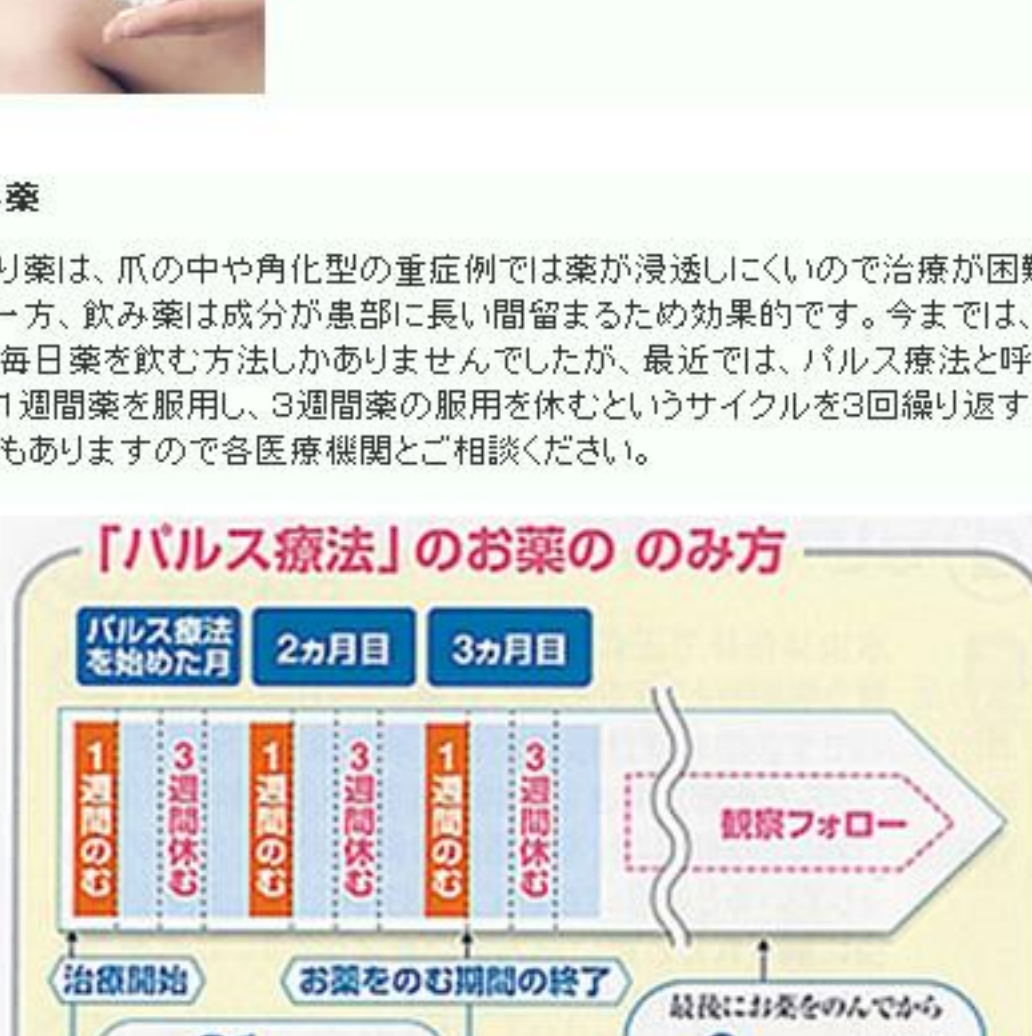 薬
り薬は、爪の中や角化型の重症例では薬が浸透しにくいので治療が困難
一方、飲み薬は成分が患部に長い間留まるため効果的です。今までは、
毎日薬を飲む方法しかありませんでしたが、最近では、パルス療法と呼
1週間薬を服用し、3週間薬の服用を休むというサイクルを3回繰り返す
もありますので各医療機関とご相談ください。
「パルス療法」のお薬の のみ方
パルス療法
を始めた月
2ヵ月目
3ヵ月目
1週間のむ
3週間休む
1週間のむ
3週間休む
1週間のむ
3週間休む
観察フォロー
治療開始
お薬をのむ期間の終了
最後にお薬をのんでから